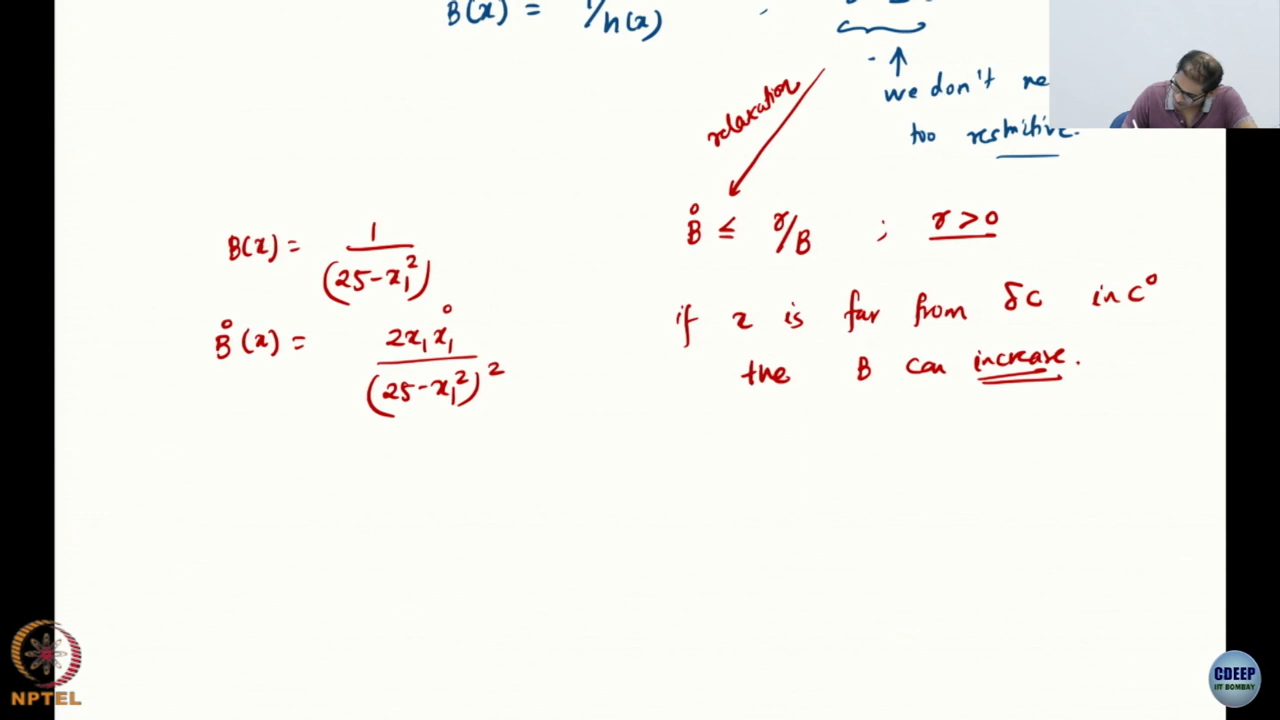 B(x) = 1/h(x) ;
we don't
too restrictive.
relaxation
Ḃ ≤ γ/B ; γ > 0
B(x) = 1/(25-x₁²)
Ḃ(x) = 2x₁ẋ₁/(25-x₁²)²
if x is far from δC in C°
the B can increase.
NPTEL
CDEEP
IIT BOMBAY